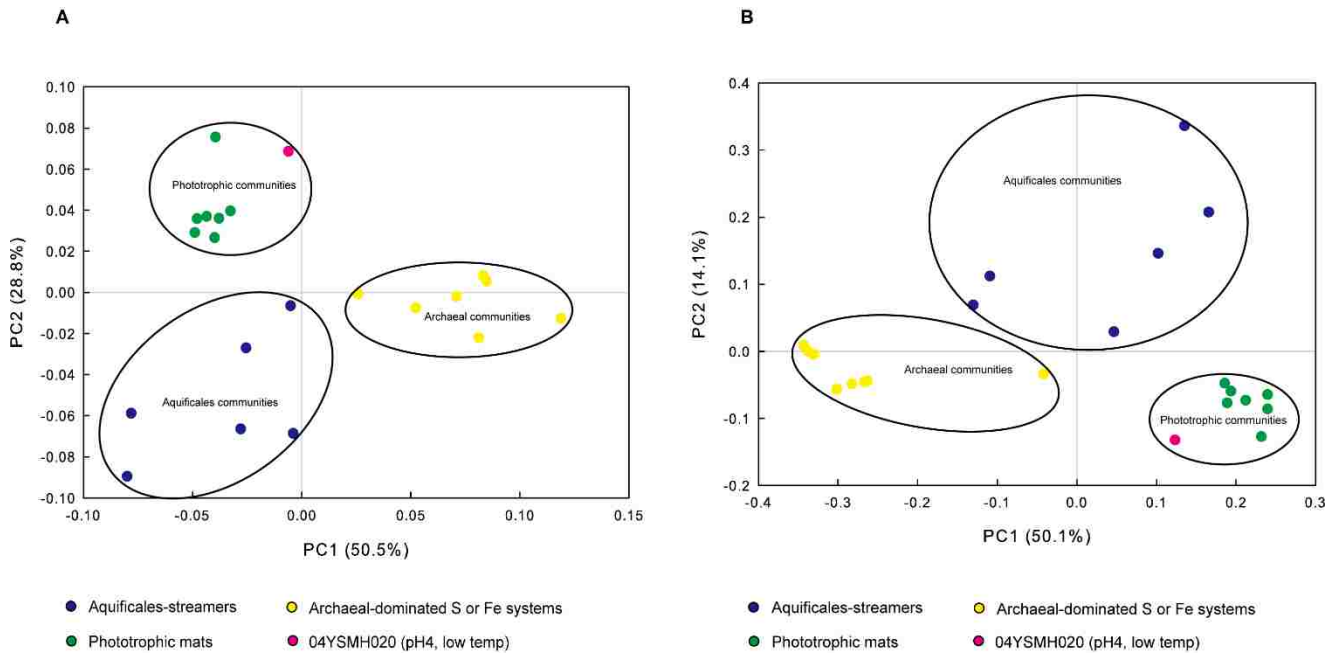 A
0.10
0.08
0.06
0.04
0.02
0.00
-0.02
-0.04
-0.06
-0.08
-0.10
PC2 (28.8%)
Phototrophic communities
Archaeal communities
Aquificales communities
-0.10
-0.05
0.00
0.05
0.10
0.15
PC1 (50.5%)
Aquificales-streamers
Archaeal-dominated S or Fe systems
Phototrophic mats
04YSMH020 (pH4, low temp)
B
0.4
0.3
0.2
0.1
0.0
-0.1
-0.2
PC2 (14.1%)
Aquificales communities
Archaeal communities
Phototrophic communities
-0.4
-0.3
-0.2
-0.1
0.0
0.1
0.2
0.3
PC1 (50.1%)
Aquificales-streamers
Archaeal-dominated S or Fe systems
Phototrophic mats
04YSMH020 (pH4, low temp)